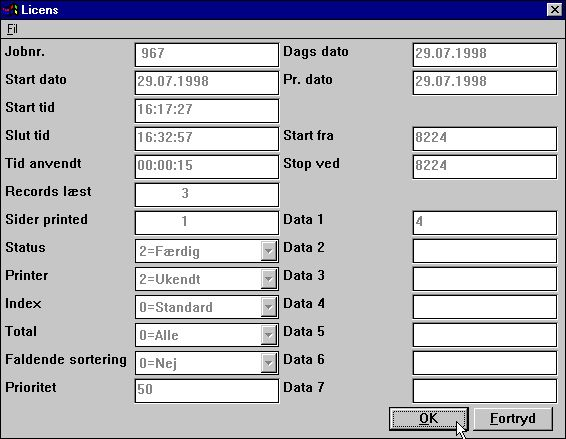 Licens
Fil
Jobnr. 967 Dags dato 29.07.1998
Start dato 29.07.1998 Pr. dato 29.07.1998
Start tid 16:17:27
Slut tid 16:32:57 Start fra 8224
Tid anvendt 00:00:15 Stop ved 8224
Records læst 3
Sider printed 1 Data 1 4
Status 2=Færdig Data 2
Printer 2=Ukendt Data 3
Index 0=Standard Data 4
Total 0=Alle Data 5
Faldende sortering 0=Nej Data 6
Prioritet 50 Data 7
OK Fortryd